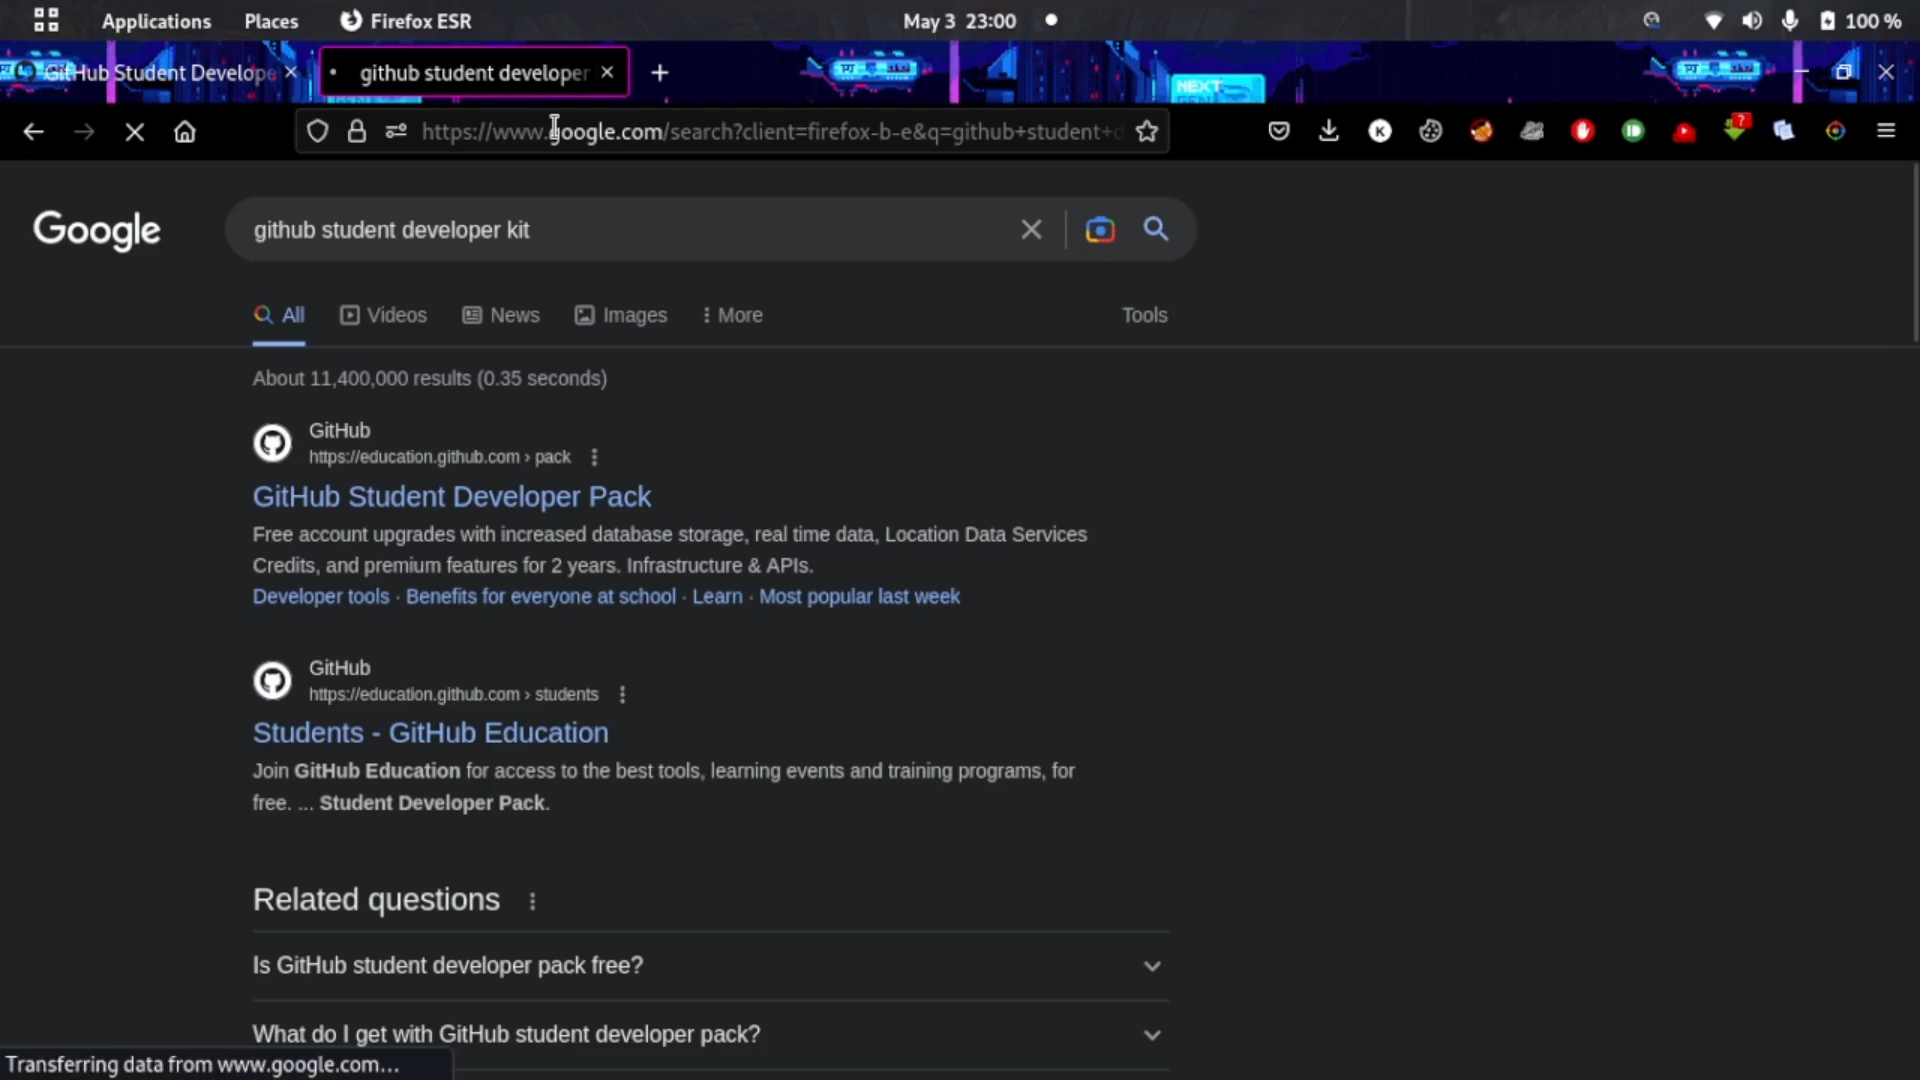 Applications Places Firefox ESR May 3 23:00 100 %
GitHub Student Develope github student developer
NEXT
https://www.google.com/search?client=firefox-b-e&q=github+student+d
Google github student developer kit
All Videos News Images More Tools
About 11,400,000 results (0.35 seconds)
GitHub
https://education.github.com › pack
GitHub Student Developer Pack
Free account upgrades with increased database storage, real time data, Location Data Services
Credits, and premium features for 2 years. Infrastructure & APIs.
Developer tools · Benefits for everyone at school · Learn · Most popular last week
GitHub
https://education.github.com › students
Students - GitHub Education
Join GitHub Education for access to the best tools, learning events and training programs, for
free. ... Student Developer Pack.
Related questions
Is GitHub student developer pack free?
What do I get with GitHub student developer pack?
Transferring data from www.google.com...